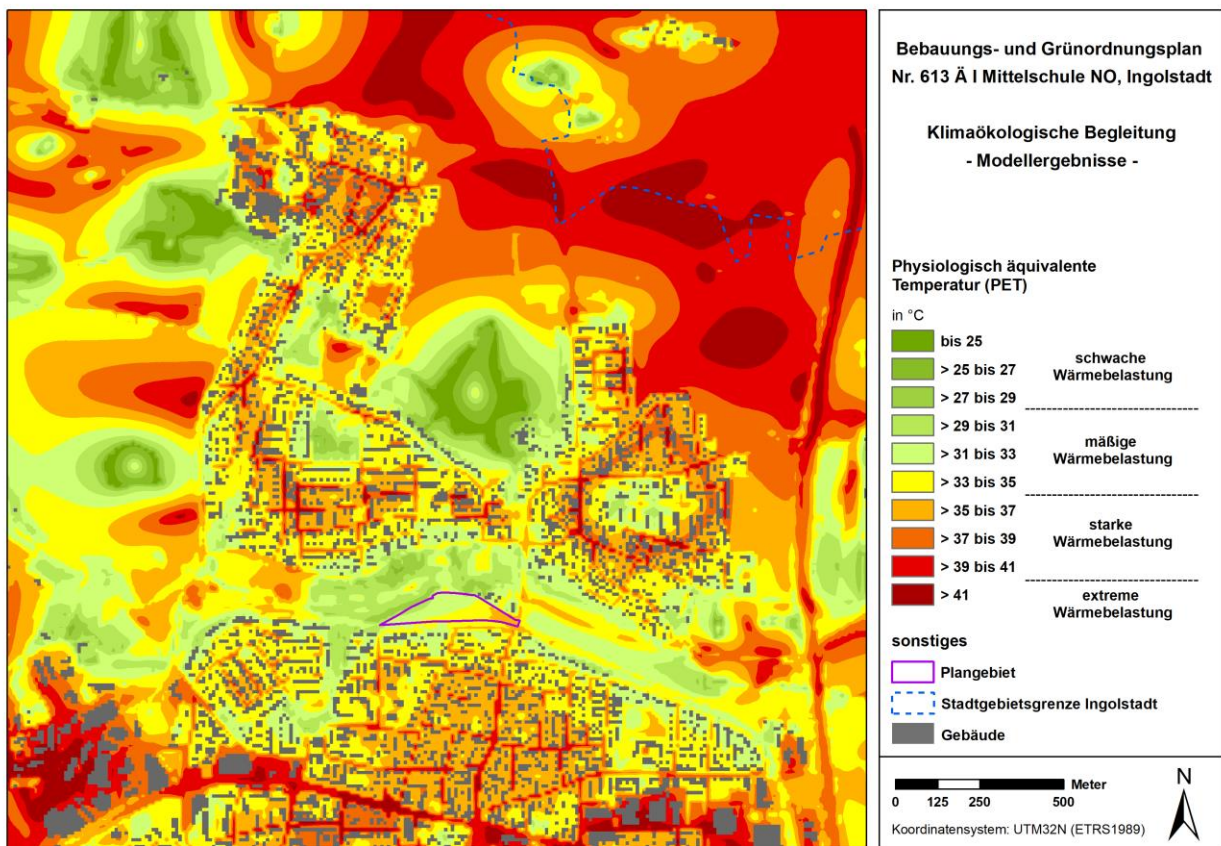 Bebauungs- und Grünordnungsplan
Nr. 613 Ä I Mittelschule NO, Ingolstadt
Klimaökologische Begleitung
- Modellergebnisse -
Physiologisch äquivalente
Temperatur (PET)
in °C
bis 25
> 25 bis 27
> 27 bis 29
> 29 bis 31
> 31 bis 33
> 33 bis 35
> 35 bis 37
> 37 bis 39
> 39 bis 41
> 41
schwache
Wärmebelastung
mäßige
Wärmebelastung
starke
Wärmebelastung
extreme
Wärmebelastung
sonstiges
Plangebiet
Stadtgebietsgrenze Ingolstadt
Gebäude
Meter
0 125 250 500
Koordinatensystem: UTM32N (ETRS1989)
N